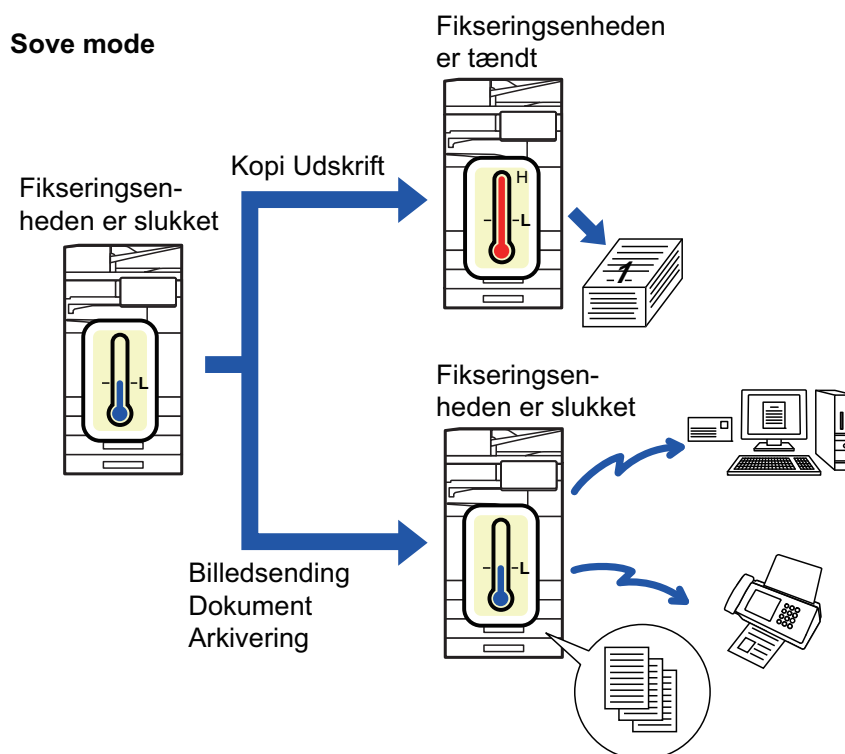 Sove mode
Fikseringsenheden
er tændt
Kopi Udskrift
H
L
1
Fikseringsen-
heden er slukket
L
Fikseringsen-
heden er slukket
L
Billedsending
Dokument
Arkivering